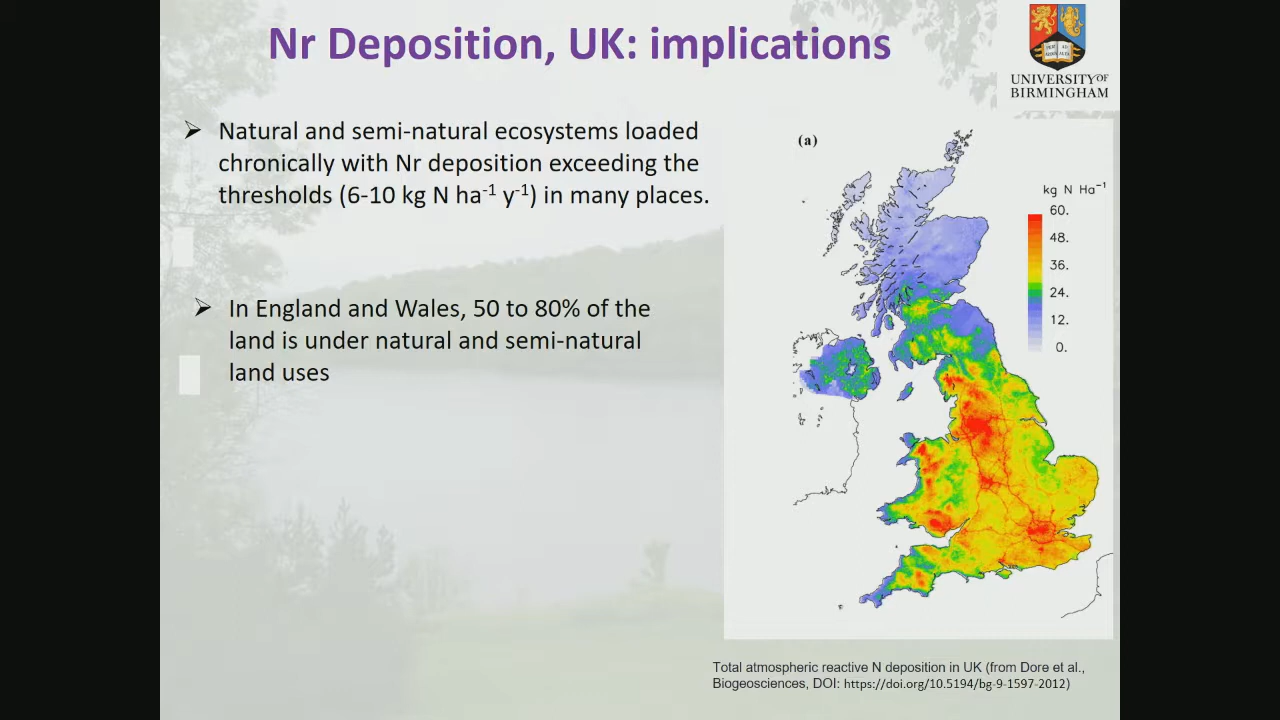 Nr Deposition, UK: implications
UNIVERSITY OF
BIRMINGHAM
➢ Natural and semi-natural ecosystems loaded
chronically with Nr deposition exceeding the
thresholds (6-10 kg N ha⁻¹ y⁻¹) in many places.
➢ In England and Wales, 50 to 80% of the
land is under natural and semi-natural
land uses
(a)
kg N Ha⁻¹
60.
48.
36.
24.
12.
0.
Total atmospheric reactive N deposition in UK (from Dore et al.,
Biogeosciences, DOI: https://doi.org/10.5194/bg-9-1597-2012)